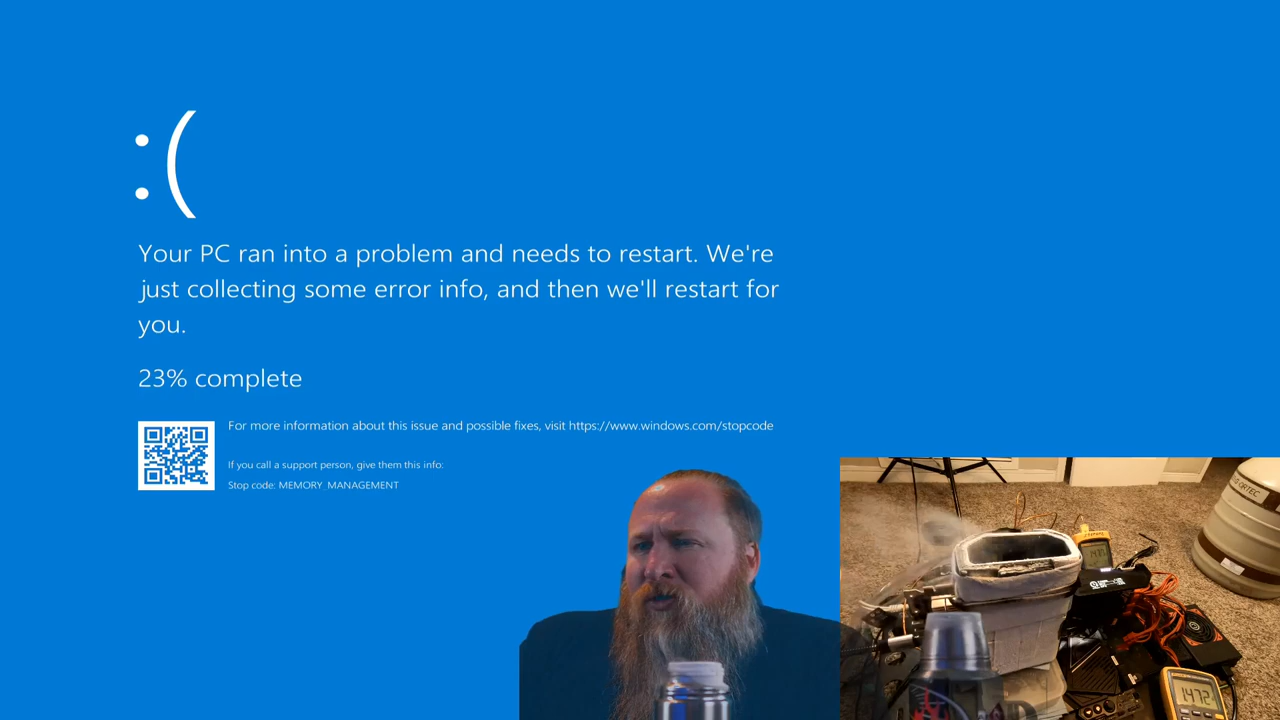 :(
Your PC ran into a problem and needs to restart. We're
just collecting some error info, and then we'll restart for
you.
23% complete
For more information about this issue and possible fixes, visit https://www.windows.com/stopcode
If you call a support person, give them this info:
Stop code: MEMORY_MANAGEMENT
1472